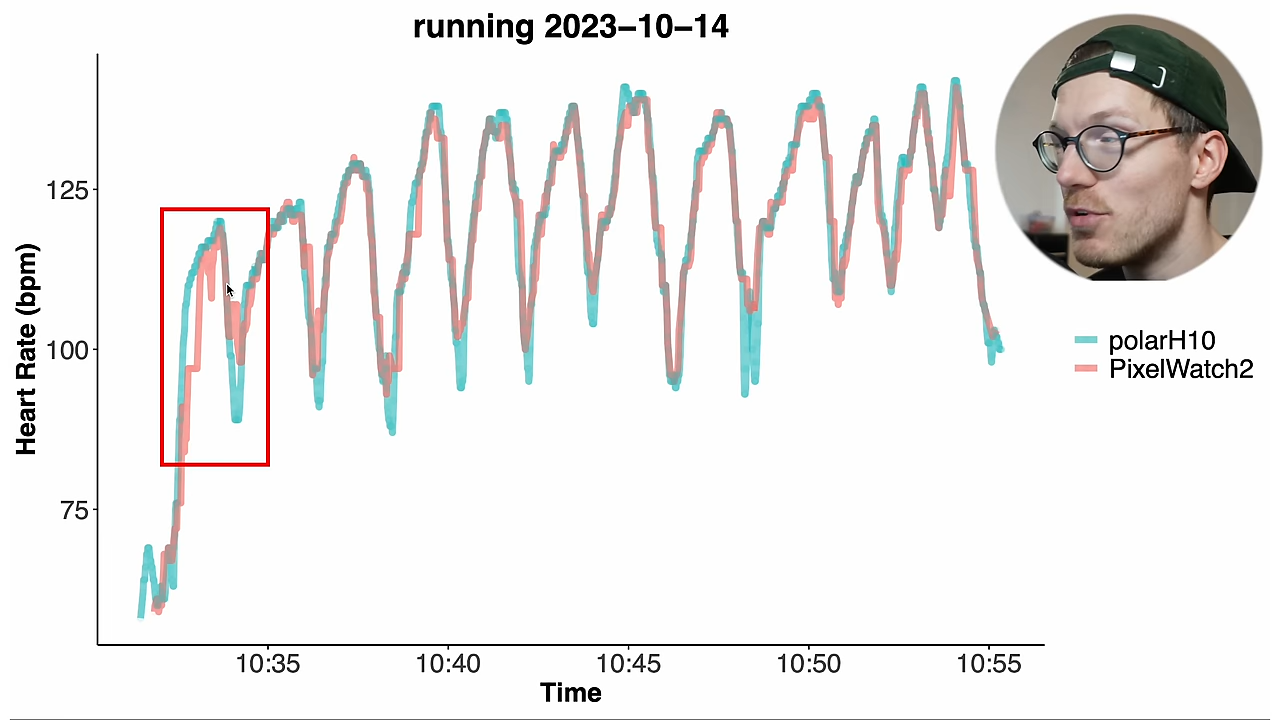 running 2023–10–14
Heart Rate (bpm)
125
100
75
10:35
10:40
10:45
10:50
10:55
Time
polarH10
PixelWatch2